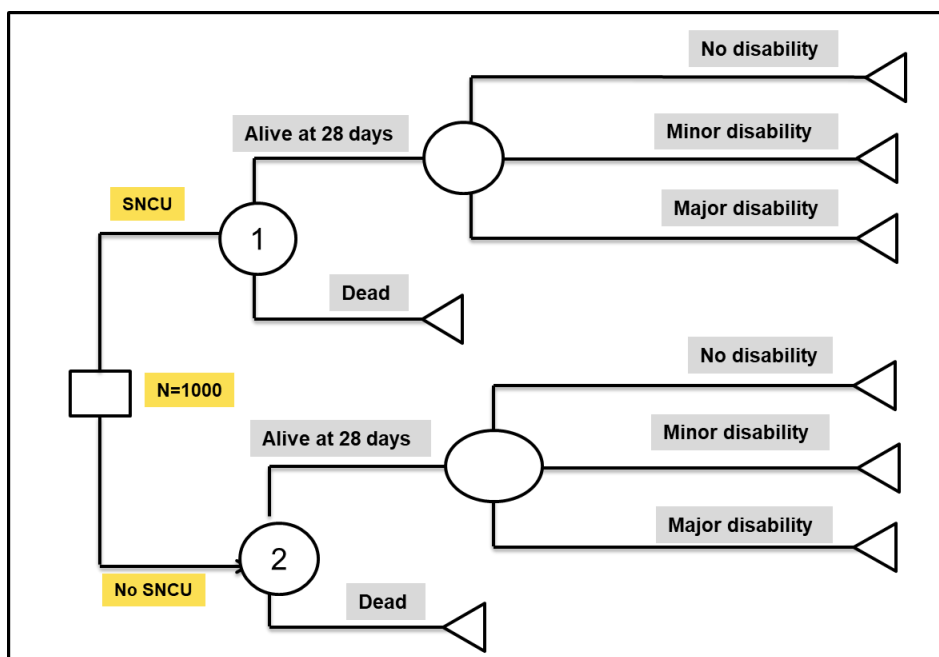 No disability
Alive at 28 days
Minor disability
SNCU
Major disability
1
Dead
N=1000
No disability
Alive at 28 days
Minor disability
Major disability
2
No SNCU
Dead